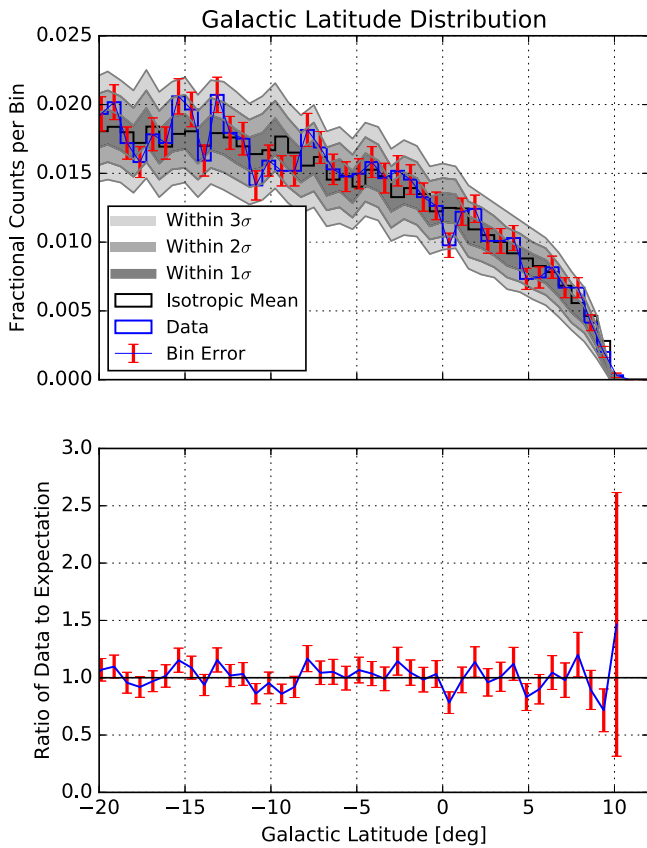 Galactic Latitude Distribution
Fractional Counts per Bin
0.025
0.020
0.015
0.010
0.005
0.000
Within 3σ
Within 2σ
Within 1σ
Isotropic Mean
Data
Bin Error
Ratio of Data to Expectation
3.0
2.5
2.0
1.5
1.0
0.5
0.0
−20 −15 −10 −5 0 5 10
Galactic Latitude [deg]